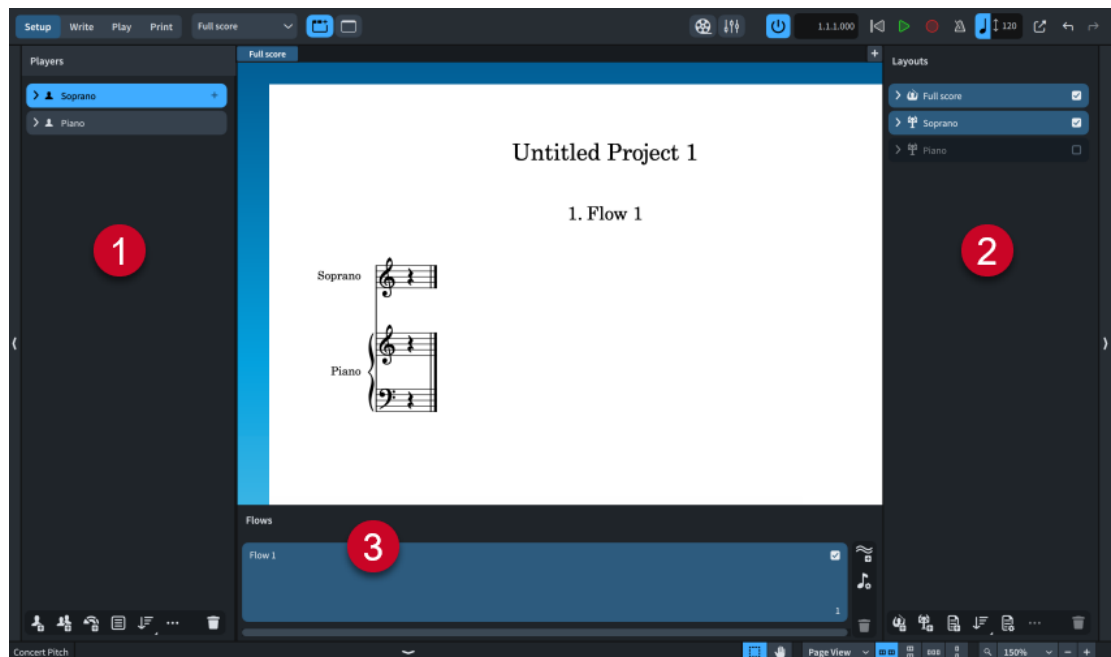 Setup Write Play Print Full score 1.1.1.000 120
Players
Full score
Layouts
Soprano
Piano
Full score
Soprano
Piano
Untitled Project 1
1. Flow 1
Soprano
Piano
1
2
3
Flows
Flow 1
1
Concert Pitch
Page View
150%